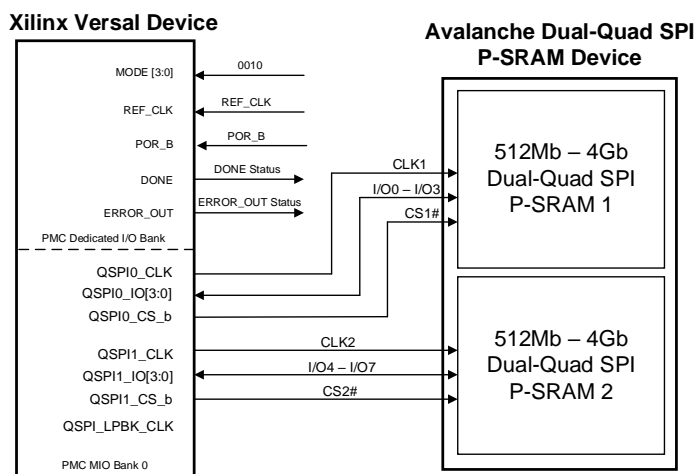 Xilinx Versal Device
Avalanche Dual-Quad SPI
P-SRAM Device
MODE [3:0]
0010
REF_CLK
REF_CLK
POR_B
POR_B
DONE
DONE Status
ERROR_OUT
ERROR_OUT Status
PMC Dedicated I/O Bank
QSPI0_CLK
QSPI0_IO[3:0]
QSPI0_CS_b
QSPI1_CLK
QSPI1_IO[3:0]
QSPI1_CS_b
QSPI_LPBK_CLK
PMC MIO Bank 0
CLK1
I/O0 – I/O3
CS1#
CLK2
I/O4 – I/O7
CS2#
512Mb – 4Gb
Dual-Quad SPI
P-SRAM 1
512Mb – 4Gb
Dual-Quad SPI
P-SRAM 2